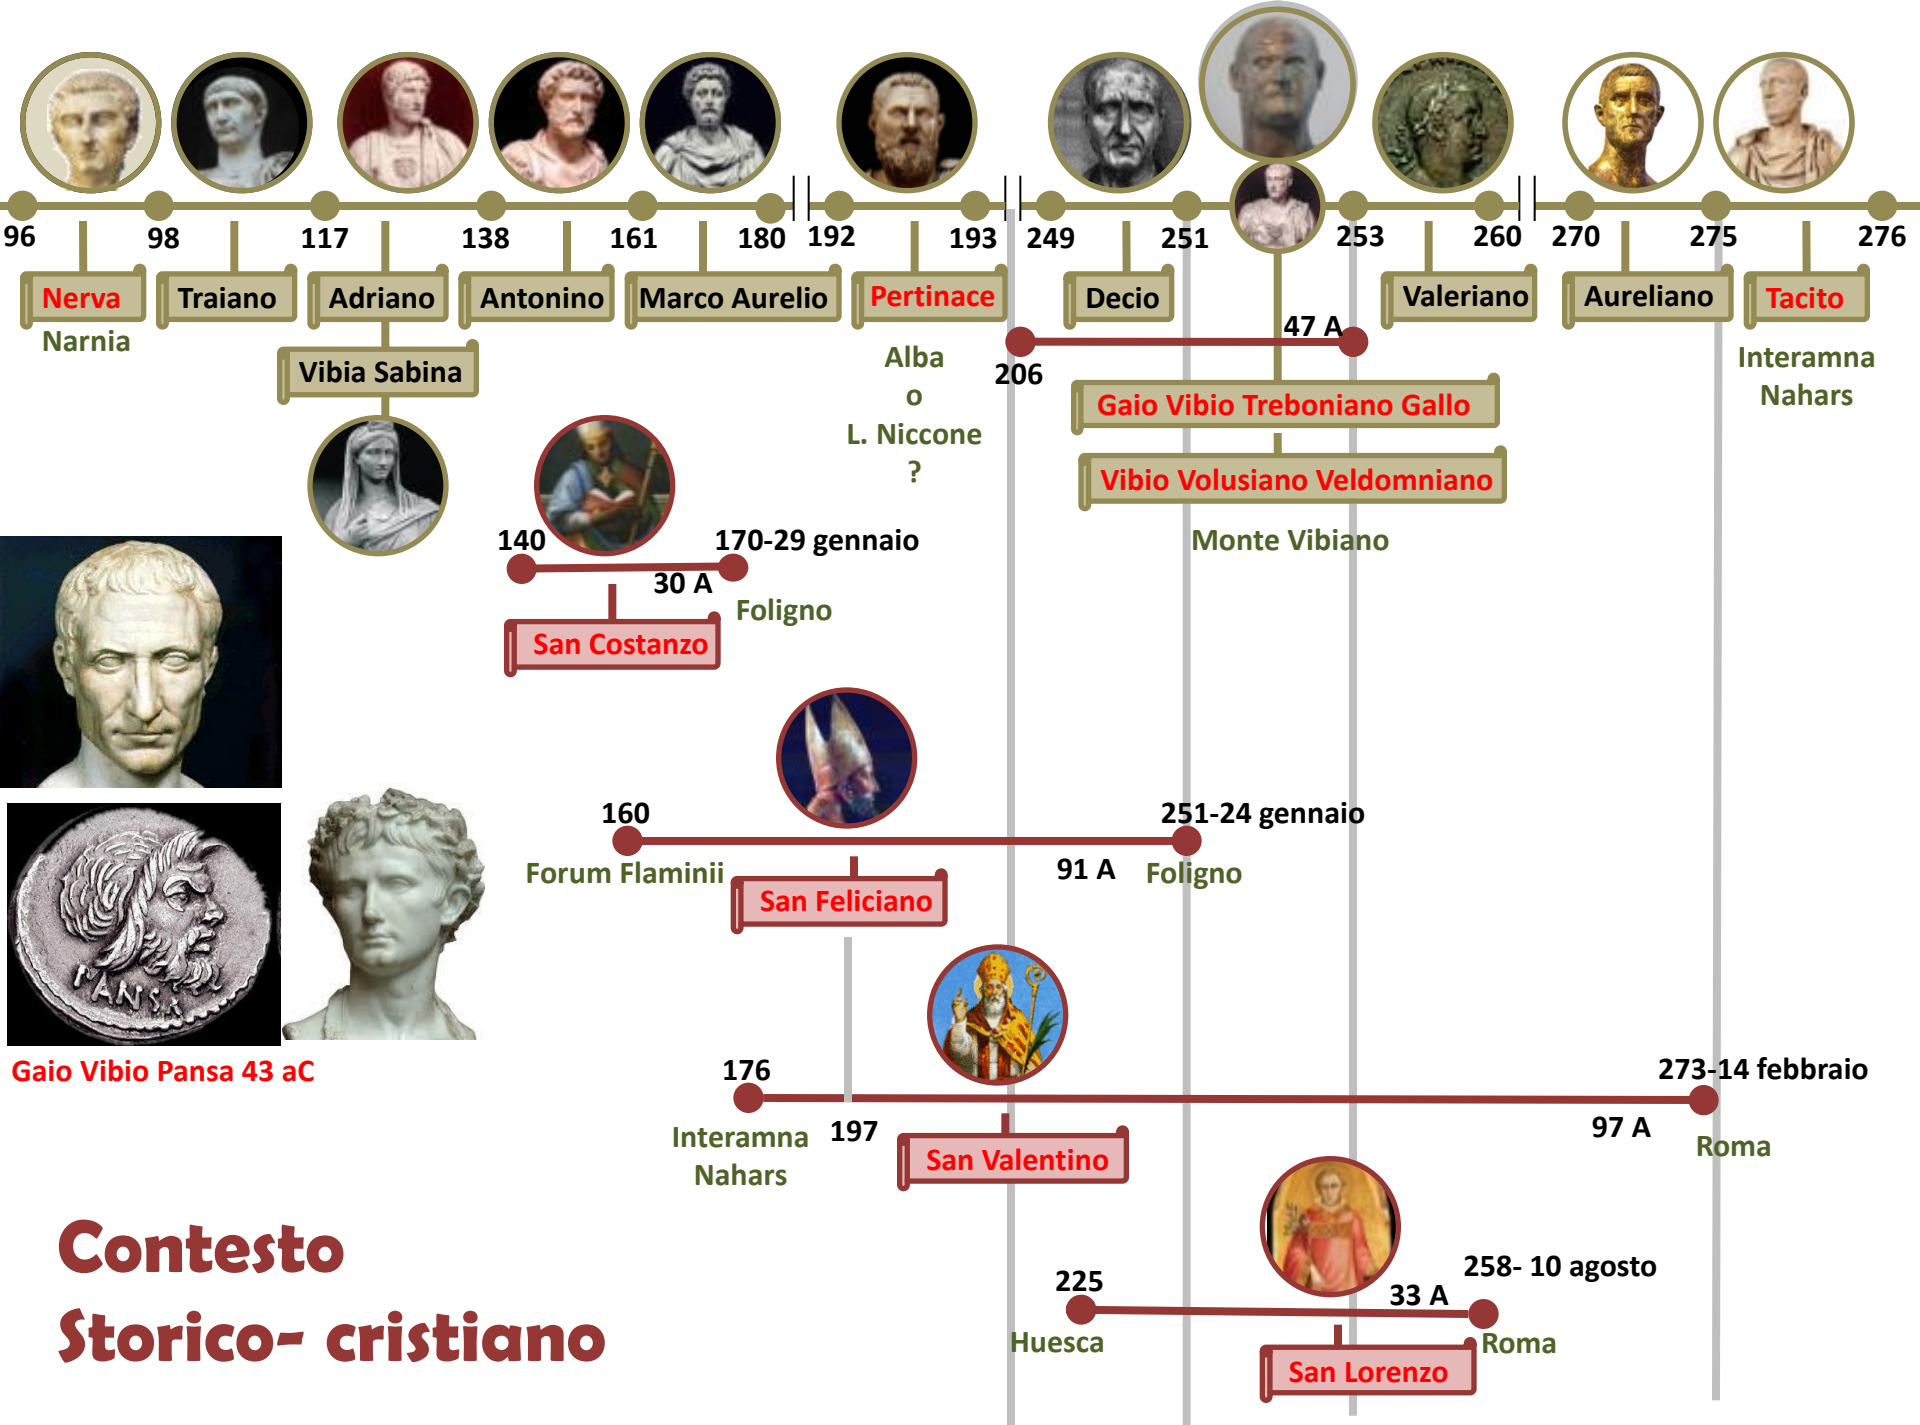 96 98 117 138 161 180 192 193 249 251 253 260 270 275 276
Nerva Traiano Adriano Antonino Marco Aurelio Pertinace Decio Valeriano Aureliano Tacito
Narnia
Vibia Sabina
Alba
o
L. Niccone
?
47 A
206
Gaio Vibio Treboniano Gallo
Vibio Volusiano Veldomniano
Monte Vibiano
Interamna
Nahars
140 170-29 gennaio
30 A
Foligno
San Costanzo
160 251-24 gennaio
Forum Flaminii 91 A Foligno
San Feliciano
PANSA
Gaio Vibio Pansa 43 aC
176 273-14 febbraio
197 97 A
Interamna
Nahars
Roma
San Valentino
225 258- 10 agosto
33 A
Huesca Roma
San Lorenzo
Contesto
Storico- cristiano